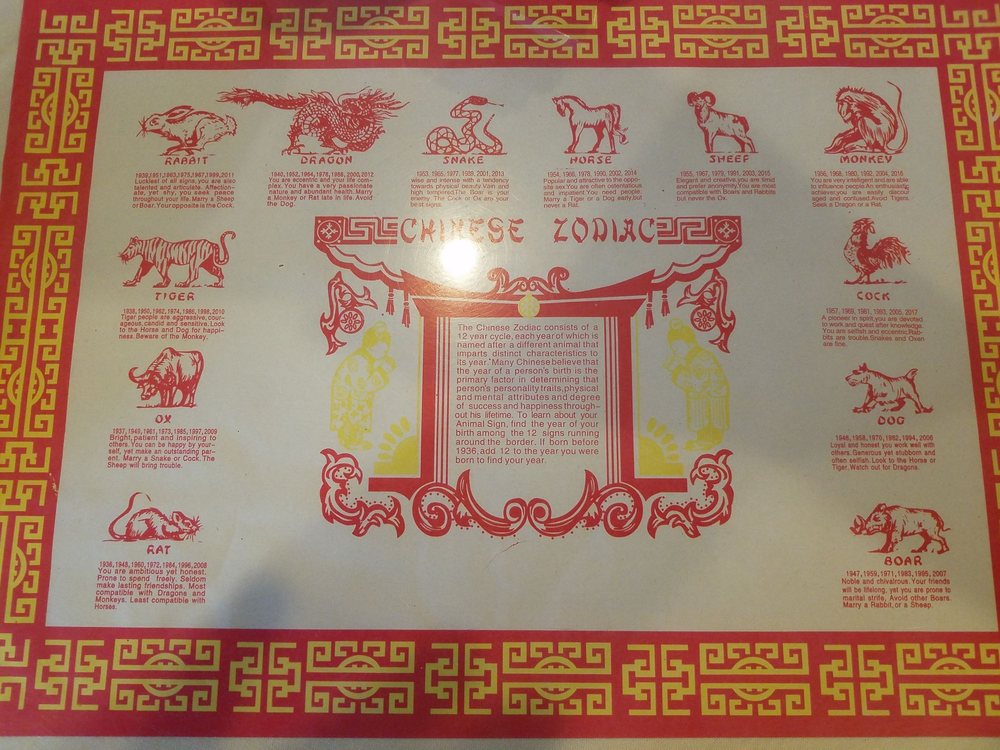 RABBIT
1939, 1951, 1963, 1975, 1987, 1999, 2011
Luckiest of all signs, you are also
talented and articulate. Affection-
ate, yet shy, you seek peace
throughout your life. Marry a Sheep
or Boar. Your opposite is the Cock.
DRAGON
1940, 1952, 1964, 1976, 1988, 2000, 2012
You are eccentric and your life com-
plex. You have a very passionate
nature and abundant health. Marry
a Monkey or Rat late in life. Avoid
the Dog.
SNAKE
1953, 1965, 1977, 1989, 2001, 2013
wise and intense with a tendency
towards physical beauty. Vain and
high tempered. The Boar is your
enemy. The Cock or Ox are your
best signs.
HORSE
1954, 1966, 1978, 1990, 2002, 2014
Popular and attractive to the oppo-
site sex. You are often ostentatious
and impatient. You need people.
Marry a Tiger or a Dog early, but
never a Rat.
SHEEP
1955, 1967, 1979, 1991, 2003, 2015
Elegant and creative, you are timid
and prefer anonymity. You are most
compatible with Boars and Rabbits
but never the Ox.
MONKEY
1956, 1968, 1980, 1992, 2004, 2016
You are very intelligent and are able
to influence people. An enthusiastic
achiever, you are easily discour
aged and confused. Avoid Tigers.
Seek a Dragon or a Rat.
CHINESE ZODIAC
TIGER
1938, 1950, 1962, 1974, 1986, 1998, 2010
Tigar people are aggressive, cour-
ageous, candid and sensitive. Look
to the Horse and Dog for happi-
ness. Beware of the Monkey.
COCK
1957, 1969, 1981, 1993, 2005, 2017
A pioneer in spirit, you are devoted
to work and quest after knowledge.
You are selfish and eccentric. Rab-
bits are trouble. Snakes and Oxen
are fine.
The Chinese Zodiac consists of a
12 year cycle, each year of which is
named after a different animal that
imparts distinct characteristics to
its year. Many Chinese believe that
the year of a person's birth is the
primary factor in determining that
person's personality traits, physical
and mental attributes and degree
of success and happiness through-
out his lifetime. To learn about your
Animal Sign, find the year of your
birth among the 12 signs running
around the border. If born before
1936, add 12 to the year you were
born to find your year.
OX
1937, 1949, 1961, 1973, 1985, 1997, 2009
Bright, patient and inspiring to
others. You can be happy by your-
self, yet make an outstanding par-
ent. Marry a Snake or Cock. The
Sheep will bring trouble.
DOG
1946, 1958, 1970, 1982, 1994, 2006
Loyal and honest you work well with
others. Generous yet stubborn and
often selfish. Look to the Horse or
Tiger. Watch out for Dragons.
RAT
1936, 1948, 1960, 1972, 1984, 1996, 2008
You are ambitious yet honest.
Prone to spend freely. Seldom
make lasting friendships. Most
compatible with Dragons and
Monkeys. Least compatible with
Horses.
BOAR
1947, 1959, 1971, 1983, 1995, 2007
Noble and chivalrous. Your friends
will be lifelong, yet you are prone to
marital strife. Avoid other Boars.
Marry a Rabbit, or a Sheep.